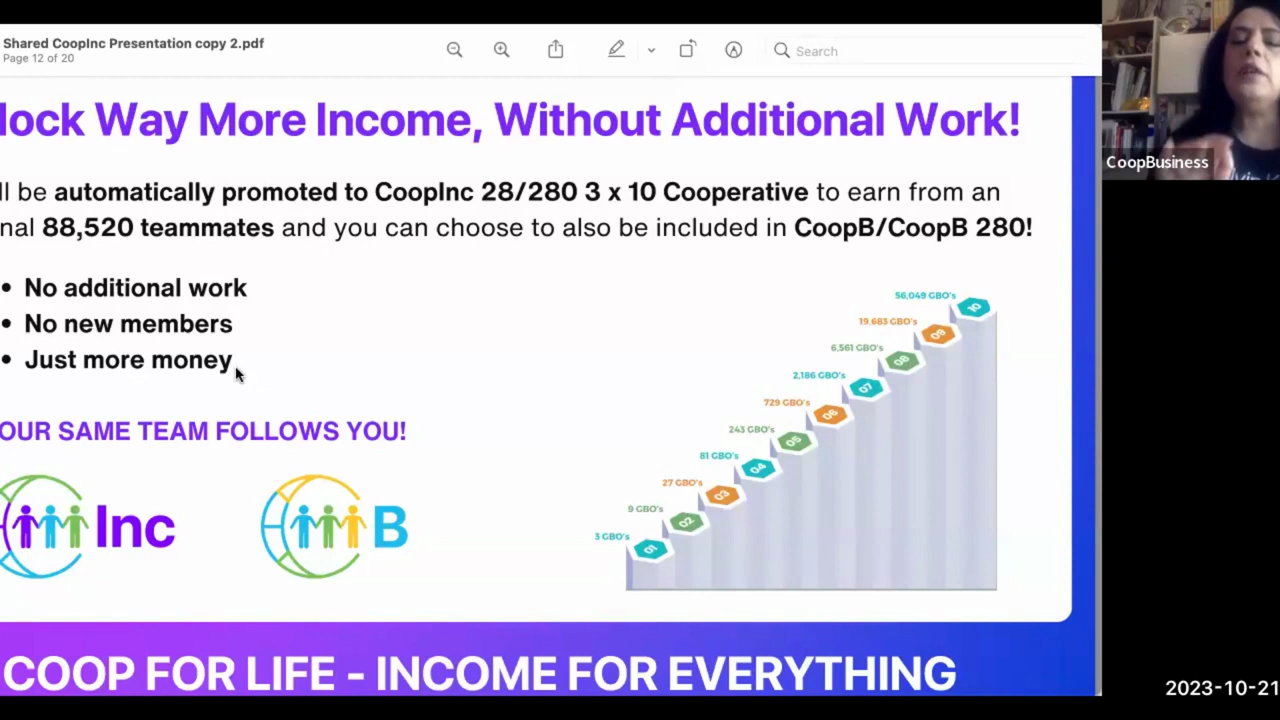 Shared CoopInc Presentation copy 2.pdf
Page 12 of 20
Search
lock Way More Income, Without Additional Work!
ll be automatically promoted to CoopInc 28/280 3 x 10 Cooperative to earn from an
nal 88,520 teammates and you can choose to also be included in CoopB/CoopB 280!
• No additional work
• No new members
• Just more money
OUR SAME TEAM FOLLOWS YOU!
Inc
B
56,049 GBO's
10
19,683 GBO's
09
6,561 GBO's
08
2,186 GBO's
07
729 GBO's
06
243 GBO's
05
81 GBO's
04
27 GBO's
03
9 GBO's
02
3 GBO's
01
COOP FOR LIFE - INCOME FOR EVERYTHING
CoopBusiness
2023-10-21